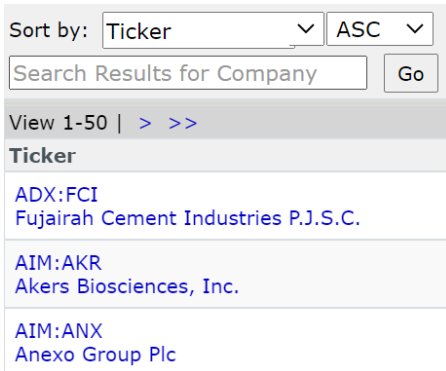 Sort by: Ticker ASC
Search Results for Company Go
View 1-50 | > >>
Ticker
ADX:FCI
Fujairah Cement Industries P.J.S.C.
AIM:AKR
Akers Biosciences, Inc.
AIM:ANX
Anexo Group Plc